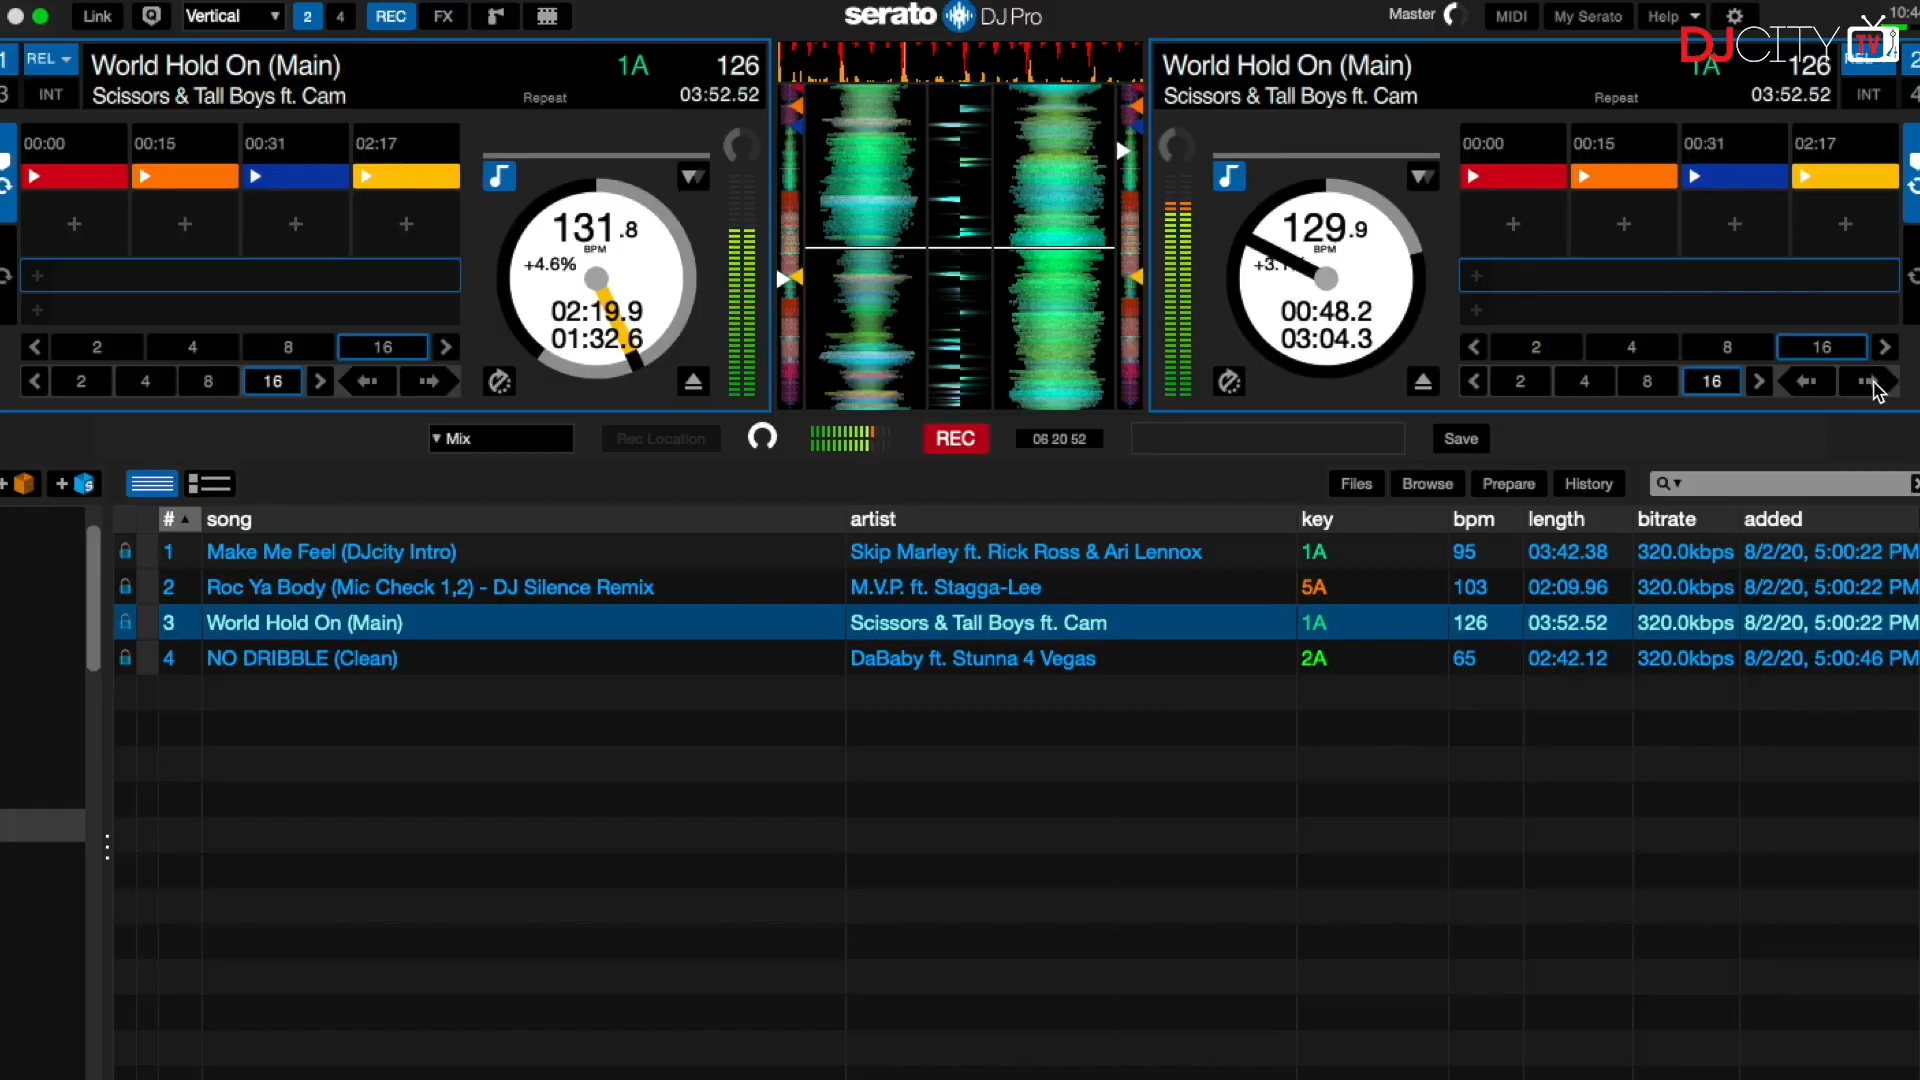 Link Vertical 2 4 REC FX serato DJ Pro Master MIDI My Serato Help
DJCITY TV
1 REL World Hold On (Main) 1A 126
3 INT Scissors & Tall Boys ft. Cam Repeat 03:52.52
World Hold On (Main) 1A 126 2
Scissors & Tall Boys ft. Cam Repeat 03:52.52 INT 4
00:00 00:15 00:31 02:17
131.8
BPM
+4.6%
02:19.9
01:32.6
2 4 8 16
2 4 8 16
00:00 00:15 00:31 02:17
129.9
BPM
00:48.2
03:04.3
2 4 8 16
2 4 8 16
Mix Rec Location REC 06 20 52 Save
Files Browse Prepare History
# song artist key bpm length bitrate added
1 Make Me Feel (DJcity Intro) Skip Marley ft. Rick Ross & Ari Lennox 1A 95 03:42.38 320.0kbps 8/2/20, 5:00:22 PM
2 Roc Ya Body (Mic Check 1,2) - DJ Silence Remix M.V.P. ft. Stagga-Lee 5A 103 02:09.96 320.0kbps 8/2/20, 5:00:22 PM
3 World Hold On (Main) Scissors & Tall Boys ft. Cam 1A 126 03:52.52 320.0kbps 8/2/20, 5:00:22 PM
4 NO DRIBBLE (Clean) DaBaby ft. Stunna 4 Vegas 2A 65 02:42.12 320.0kbps 8/2/20, 5:00:46 PM